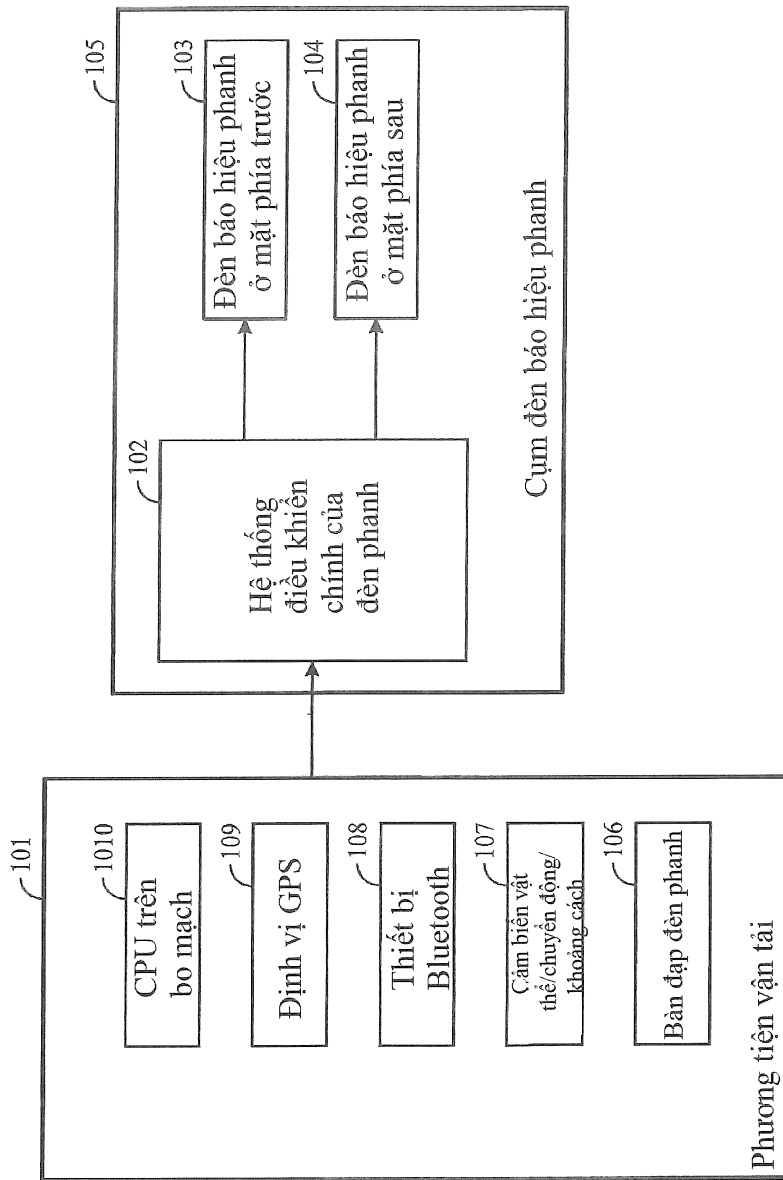 101
1010
CPU trên
bo mạch
109
Định vị GPS
108
Thiết bị
Bluetooth
107
Cảm biến vật
thể/chuyển động/
khoảng cách
106
Bàn đạp đèn phanh
Phương tiện vận tải
105
102
Hệ thống
điều khiển
chính của
đèn phanh
103
Đèn báo hiệu phanh
ở mặt phía trước
104
Đèn báo hiệu phanh
ở mặt phía sau
Cụm đèn báo hiệu phanh